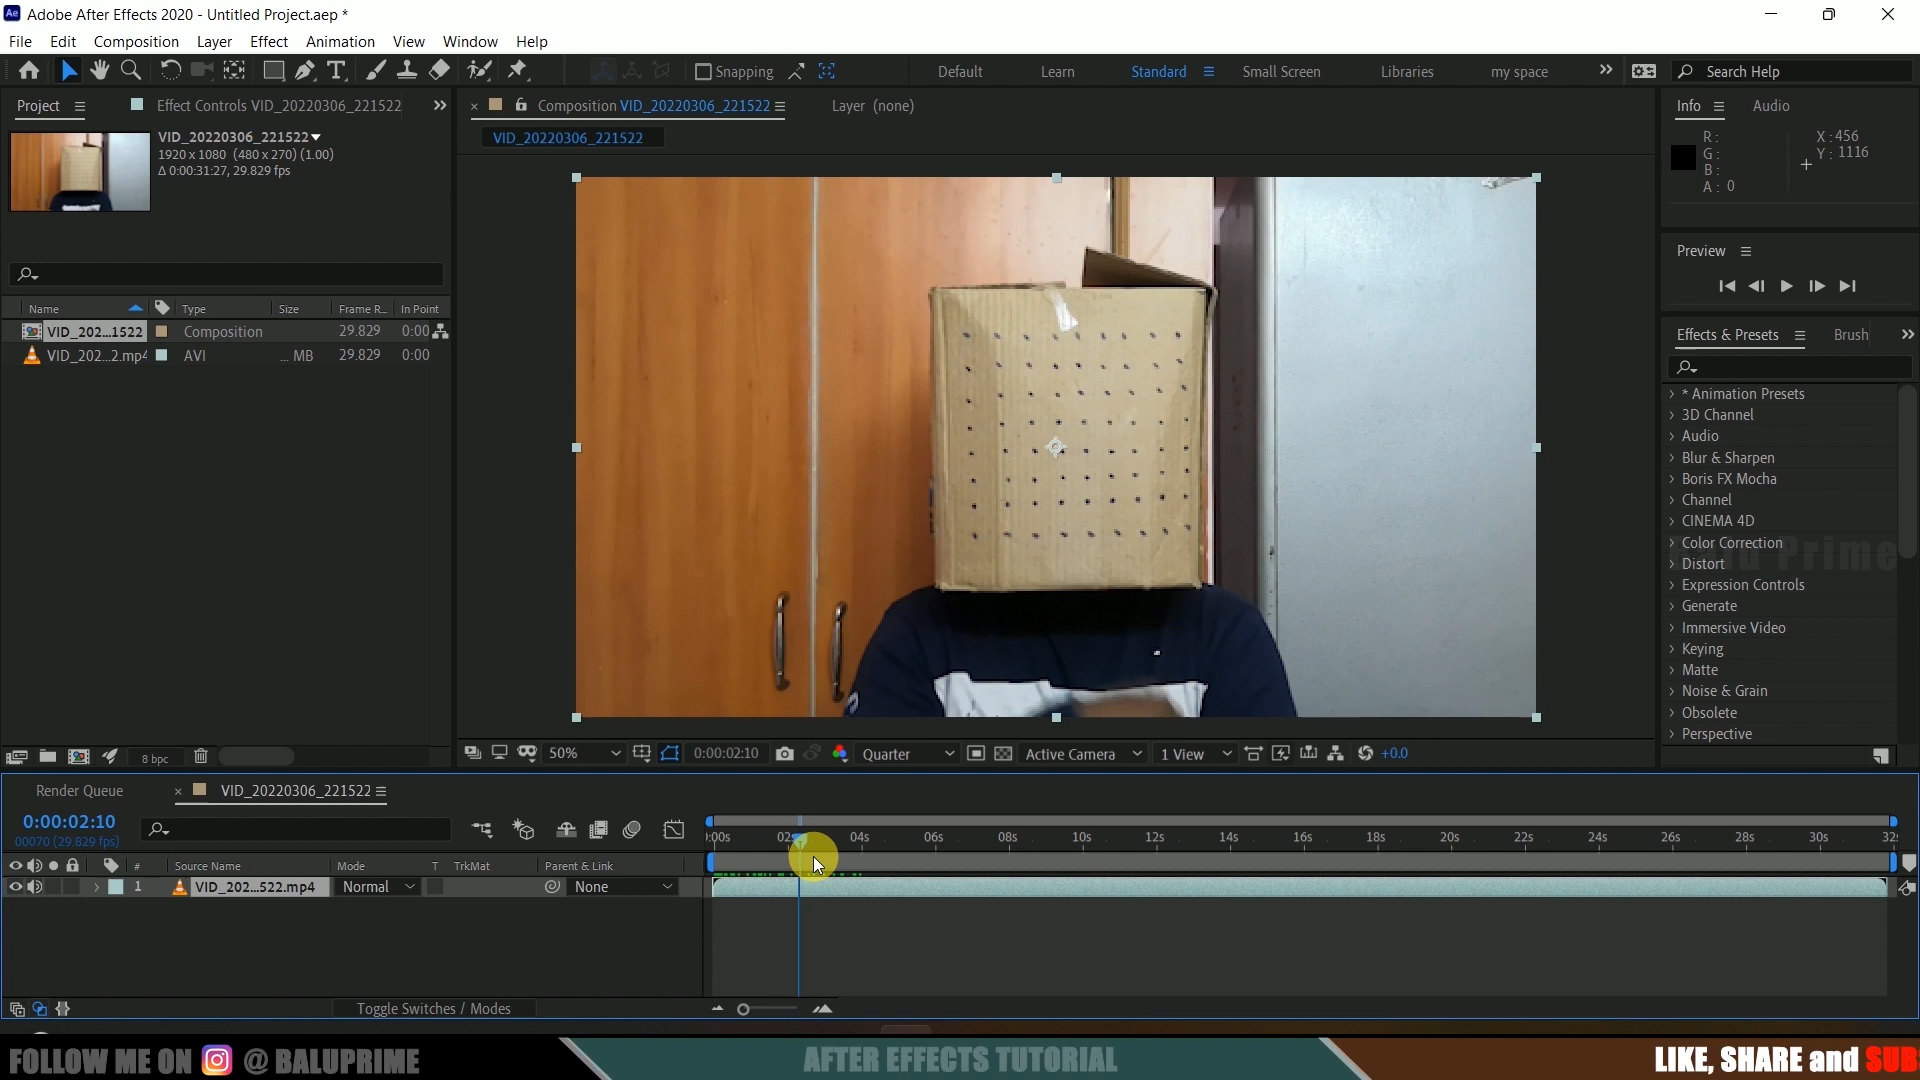 Ae Adobe After Effects 2020 - Untitled Project.aep *
File Edit Composition Layer Effect Animation View Window Help
Snapping Default Learn Standard Small Screen Libraries my space >> Search Help
Project Effect Controls VID_20220306_221522 >> × Composition VID_20220306_221522 Layer (none) Info Audio
VID_20220306_221522
1920 x 1080 (480 x 270) (1.00)
Δ 0:00:31:27, 29.829 fps
VID_20220306_221522
R:
G:
B:
A: 0
X: 456
Y: 1116
Preview
Name Type Size Frame R... In Point
VID_202...1522 Composition 29.829 0:00
VID_202...2.mp4 AVI ... MB 29.829 0:00
Effects & Presets Brush >>
> * Animation Presets
> 3D Channel
> Audio
> Blur & Sharpen
> Boris FX Mocha
> Channel
> CINEMA 4D
> Color Correction
> Distort
> Expression Controls
> Generate
> Immersive Video
> Keying
> Matte
> Noise & Grain
> Obsolete
> Perspective
Prime
8 bpc
50% 0:00:02:10 Quarter Active Camera 1 View +0.0
Render Queue × VID_20220306_221522
0:00:02:10
00070 (29.829 fps)
:00s 02s 04s 06s 08s 10s 12s 14s 16s 18s 20s 22s 24s 26s 28s 30s 32s
# Source Name Mode T TrkMat Parent & Link
> 1 VID_202...522.mp4 Normal None
Toggle Switches / Modes
FOLLOW ME ON @ BALUPRIME AFTER EFFECTS TUTORIAL LIKE, SHARE and SUB